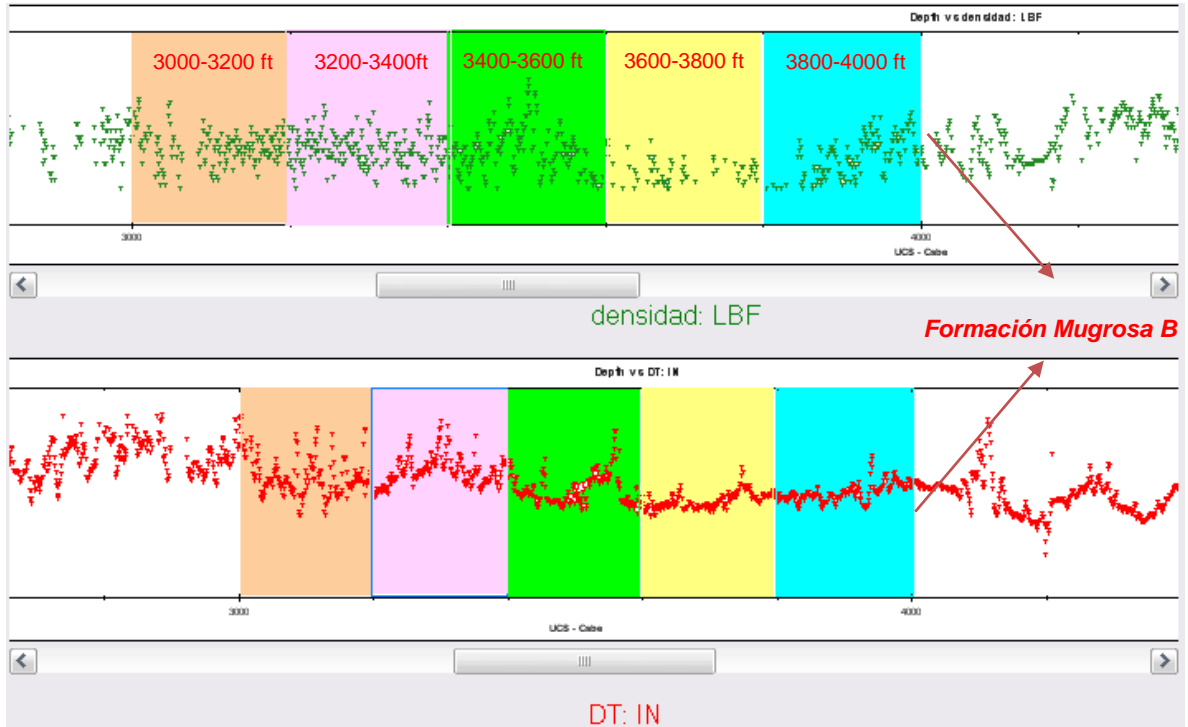 Depth vs densidad: LBF
3000-3200 ft
3200-3400ft
3400-3600 ft
3600-3800 ft
3800-4000 ft
3000
4000
UCS - Cabe
densidad: LBF
Formación Mugrosa B
Depth vs DT: IN
3000
4000
UCS - Cabe
DT: IN